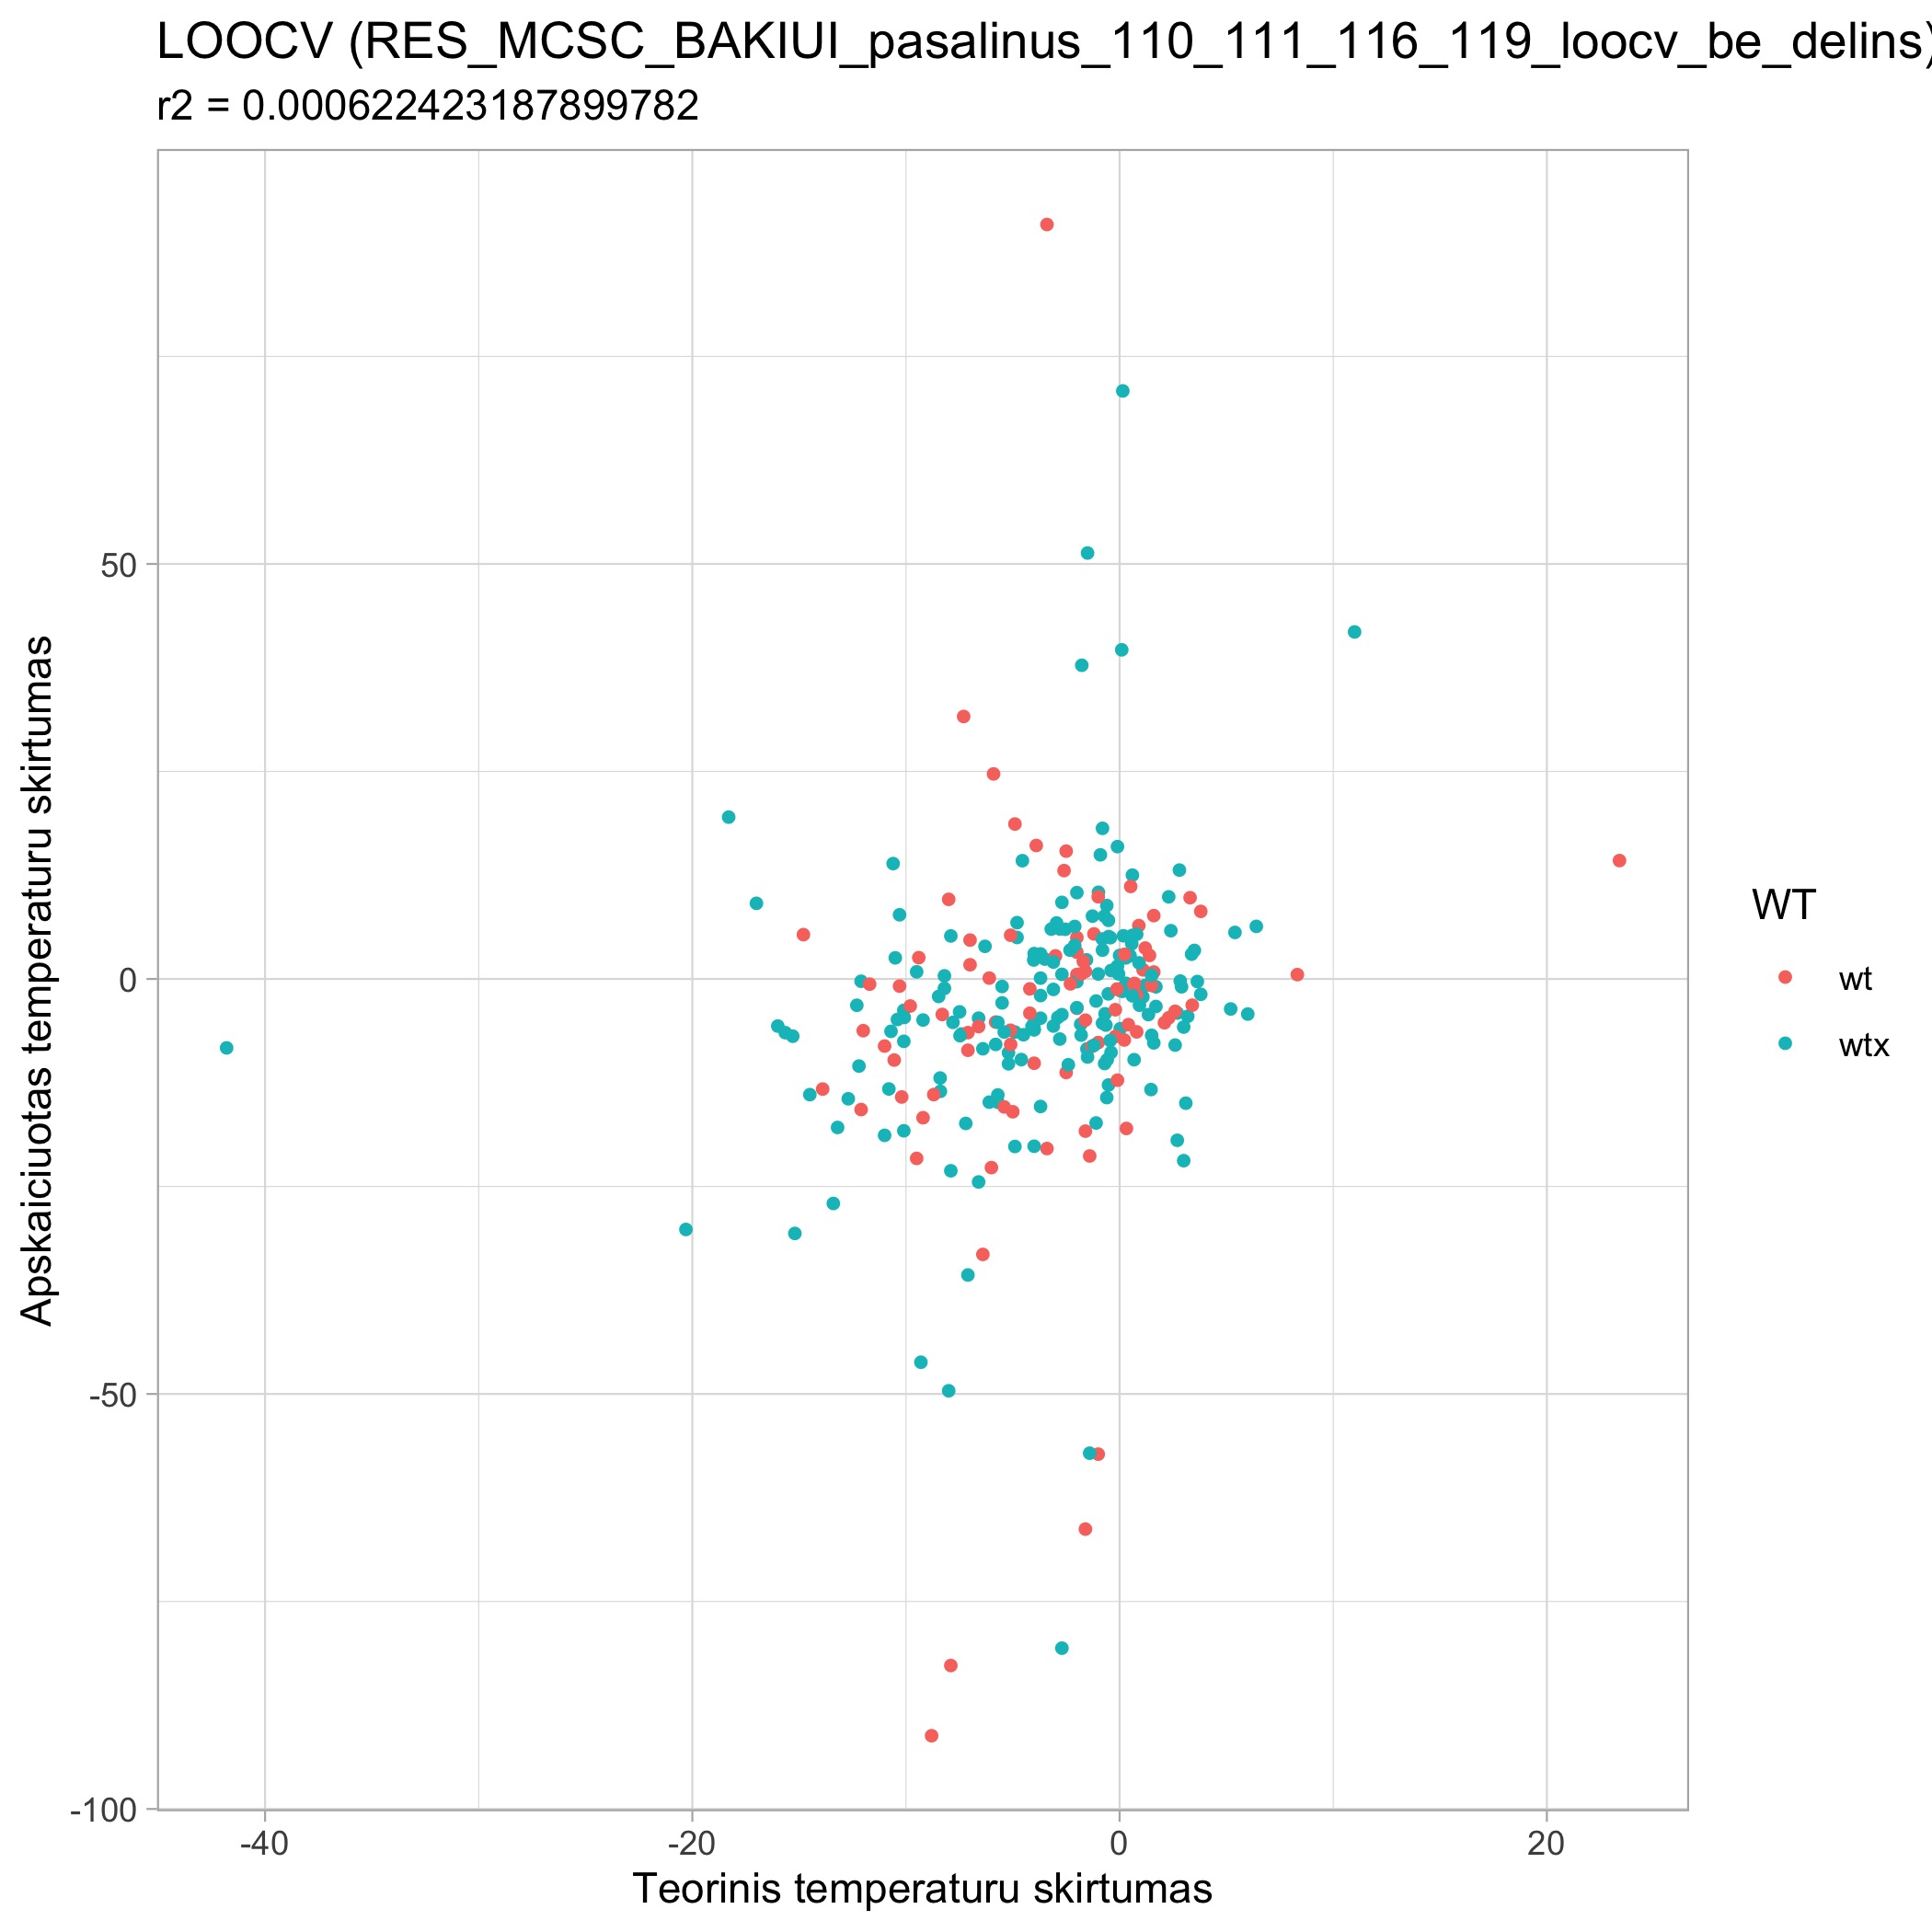 LOOCV (RES_MCSC_BAKIUI_pasalinus_110_111_116_119_loocv_be_delins)
r2 = 0.000622423187899782
50
0
-50
-100
-40
-20
0
20
Teorinis temperaturu skirtumas
Apskaiciuotas temperaturu skirtumas
WT
wt
wtx